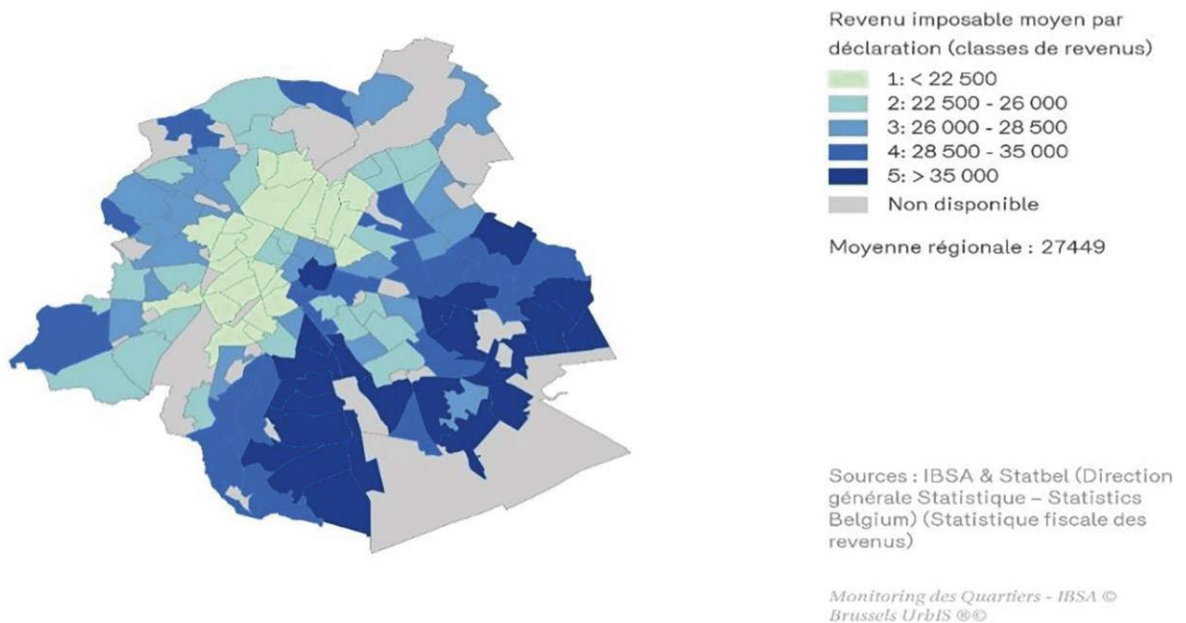 Revenu imposable moyen par
déclaration (classes de revenus)
1: < 22 500
2: 22 500 - 26 000
3: 26 000 - 28 500
4: 28 500 - 35 000
5: > 35 000
Non disponible
Moyenne régionale : 27449
Sources : IBSA & Statbel (Direction
générale Statistique – Statistics
Belgium) (Statistique fiscale des
revenus)
Monitoring des Quartiers - IBSA ©
Brussels UrbIS ®©